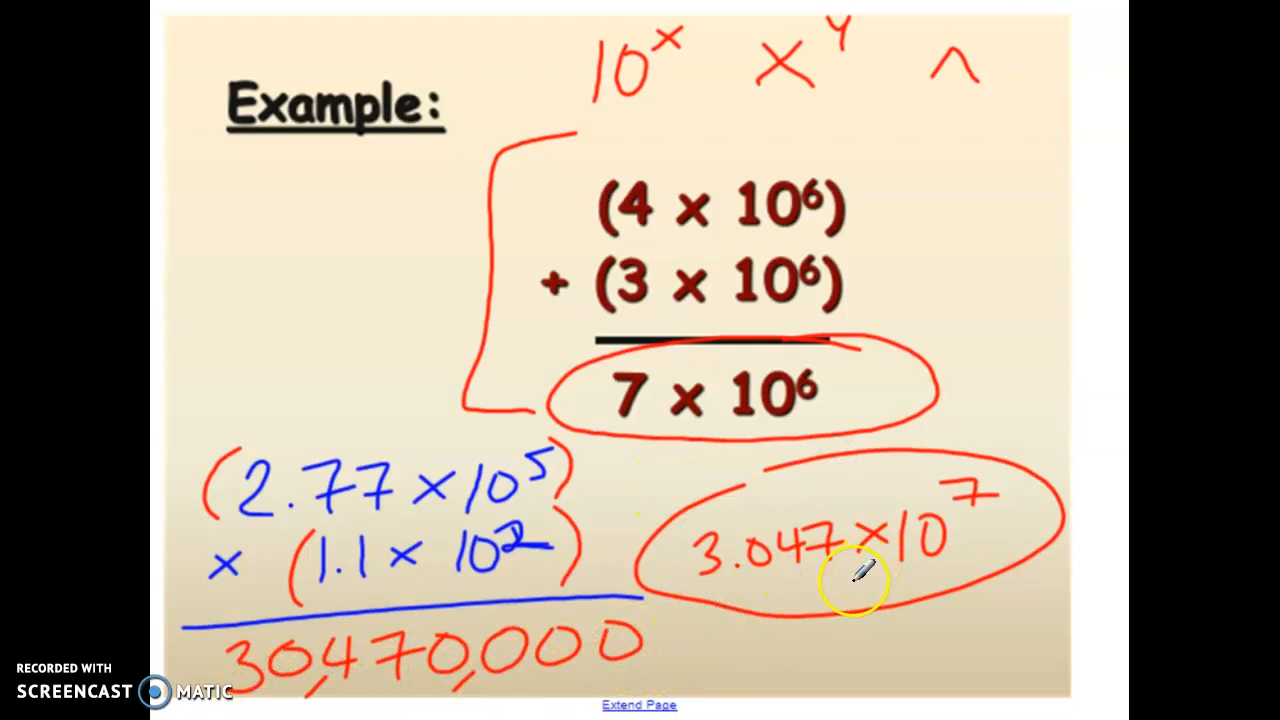 10^x x^y ^
Example:
(4 x 10⁶)
+ (3 x 10⁶)
7 x 10⁶
(2.77 × 10⁵)
× (1.1 × 10²)
30,470,000
3.047 × 10⁷
RECORDED WITH
SCREENCAST MATIC
Extend Page